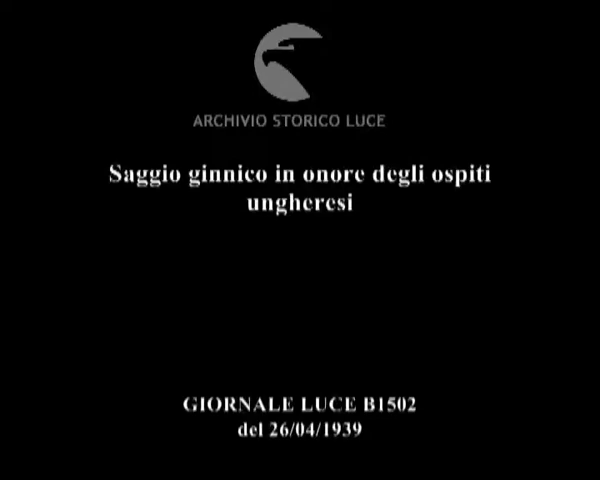 ARCHIVIO STORICO LUCE
Saggio ginnico in onore degli ospiti
ungheresi
GIORNALE LUCE B1502
del 26/04/1939